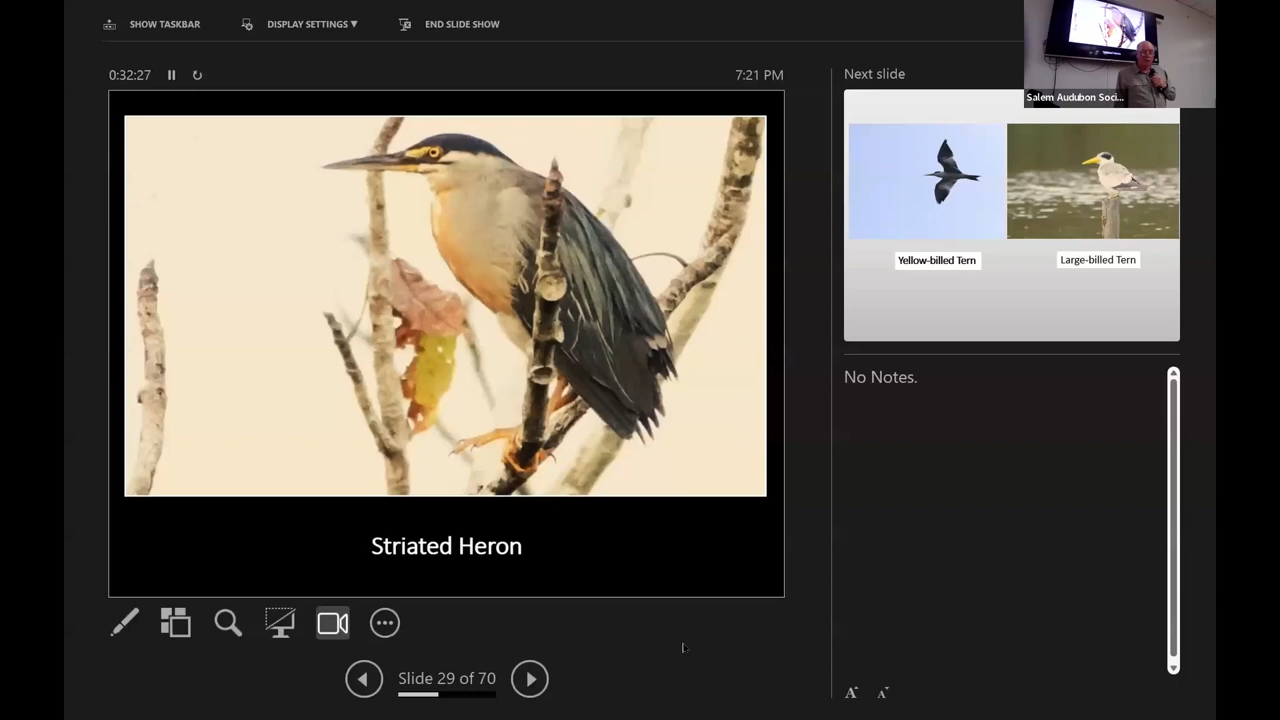 SHOW TASKBAR
DISPLAY SETTINGS ▼
END SLIDE SHOW
0:32:27
7:21 PM
Next slide
Salem Audubon Soci...
Yellow-billed Tern
Large-billed Tern
No Notes.
Striated Heron
Slide 29 of 70
A A